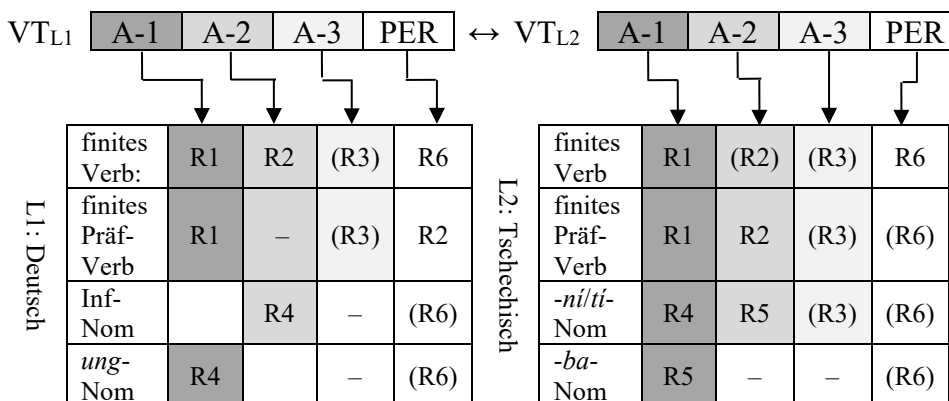 VT_L1 A-1 A-2 A-3 PER ↔ VT_L2 A-1 A-2 A-3 PER
L1: Deutsch
finites Verb: R1 R2 (R3) R6
finites Präf-Verb R1 – (R3) R2
Inf-Nom R4 – (R6)
ung-Nom R4 – (R6)
L2: Tschechisch
finites Verb R1 (R2) (R3) R6
finites Präf-Verb R1 R2 (R3) (R6)
-ní/tí-Nom R4 R5 (R3) (R6)
-ba-Nom R5 – – (R6)